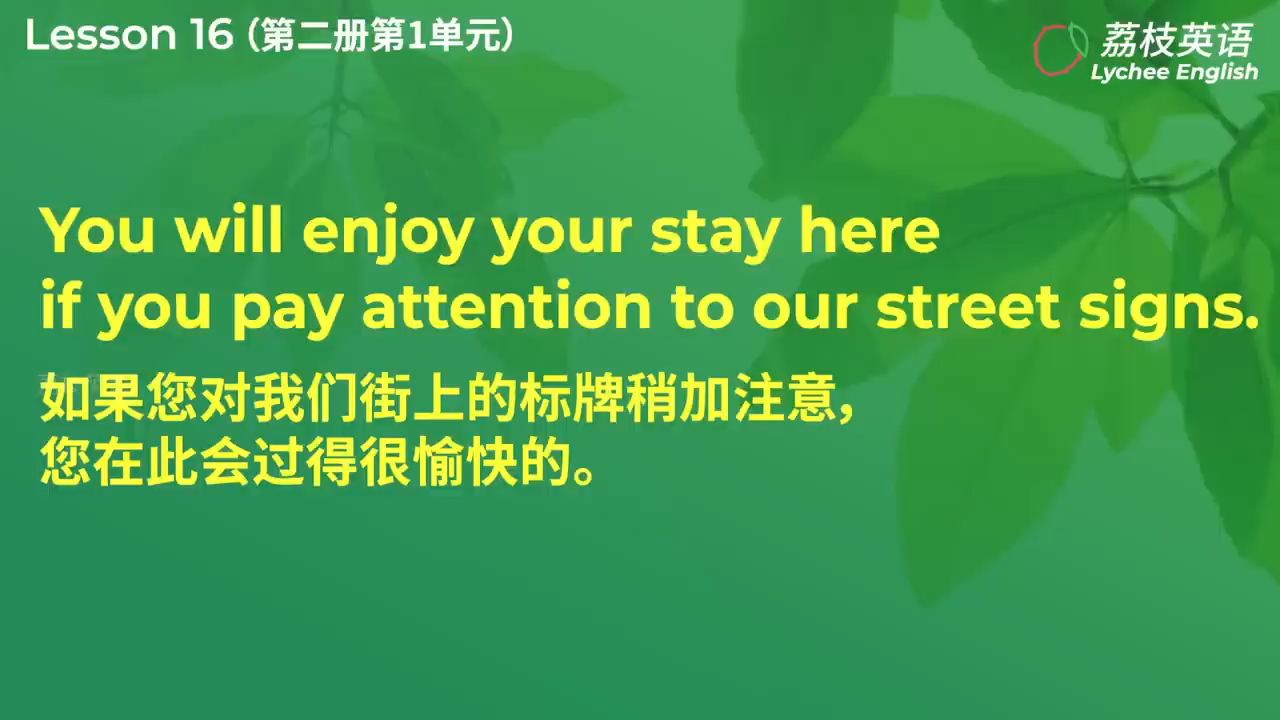 Lesson 16 (第二册第1单元)
荔枝英语
Lychee English
You will enjoy your stay here
if you pay attention to our street signs.
如果您对我们街上的标牌稍加注意,
您在此会过得很愉快的。